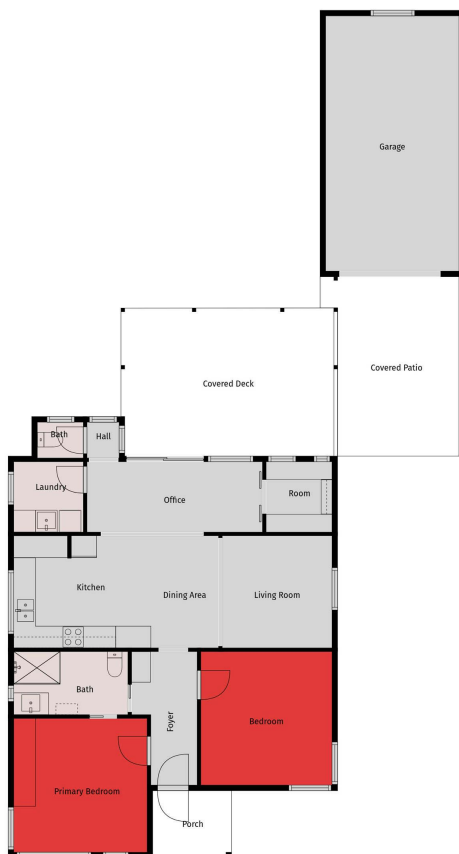 Garage
Covered Patio
Covered Deck
Bath
Hall
Laundry
Office
Room
Kitchen
Dining Area
Living Room
Bath
Foyer
Bedroom
Primary Bedroom
Porch